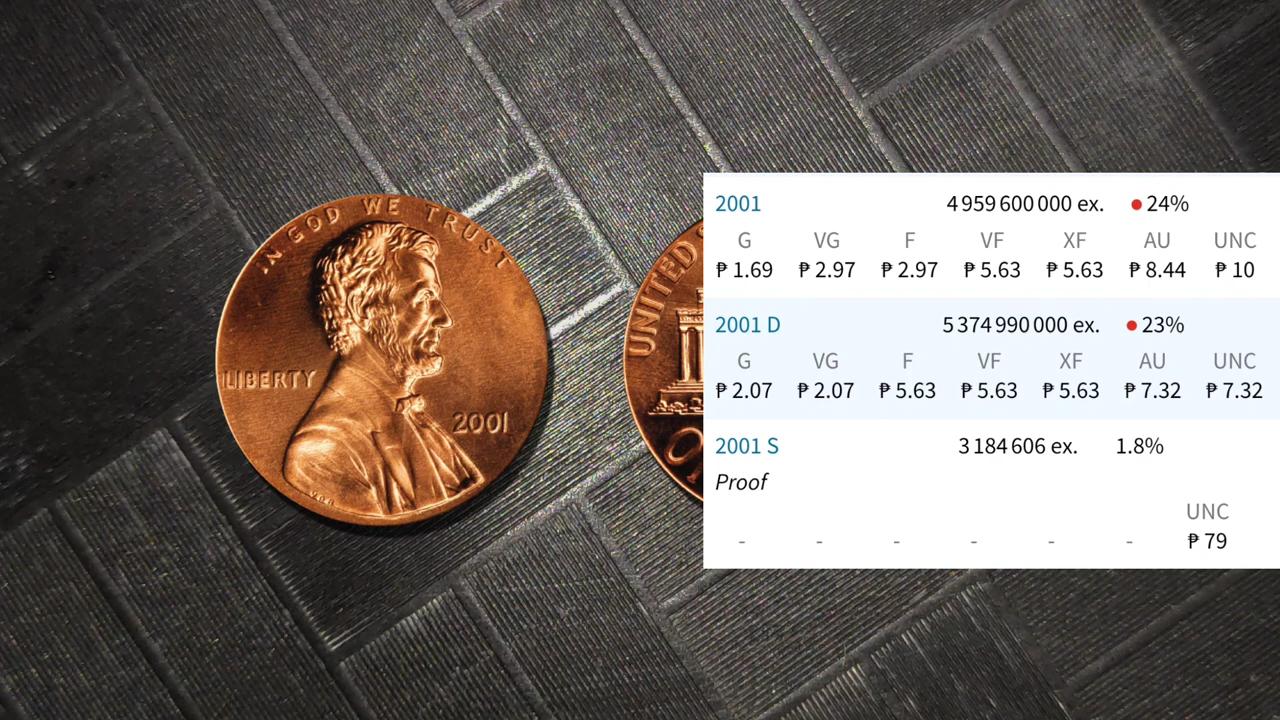 IN GOD WE TRUST
LIBERTY
2001
VDB
UNITED
2001 4 959 600 000 ex. 24%
G VG F VF XF AU UNC
₱ 1.69 ₱ 2.97 ₱ 2.97 ₱ 5.63 ₱ 5.63 ₱ 8.44 ₱ 10
2001 D 5 374 990 000 ex. 23%
G VG F VF XF AU UNC
₱ 2.07 ₱ 2.07 ₱ 5.63 ₱ 5.63 ₱ 5.63 ₱ 7.32 ₱ 7.32
2001 S 3 184 606 ex. 1.8%
Proof
UNC
- - - - - - ₱ 79